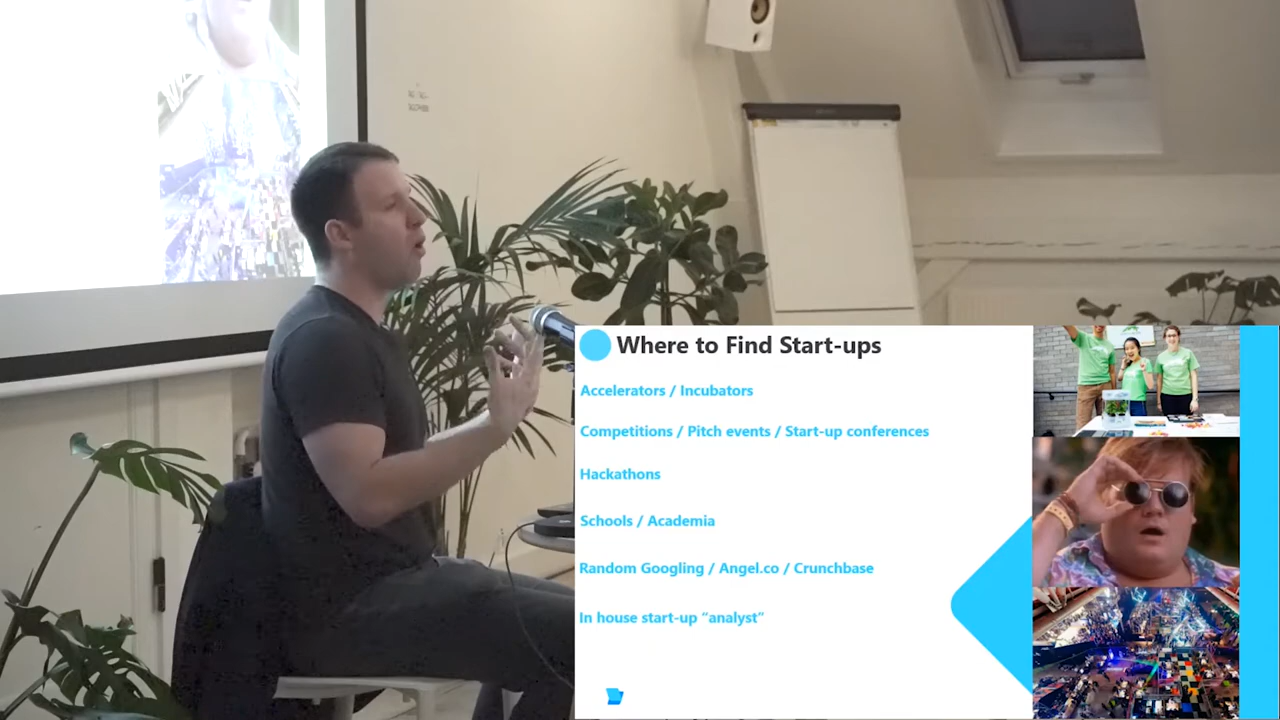 Where to Find Start-ups
Accelerators / Incubators
Competitions / Pitch events / Start-up conferences
Hackathons
Schools / Academia
Random Googling / Angel.co / Crunchbase
In house start-up “analyst”